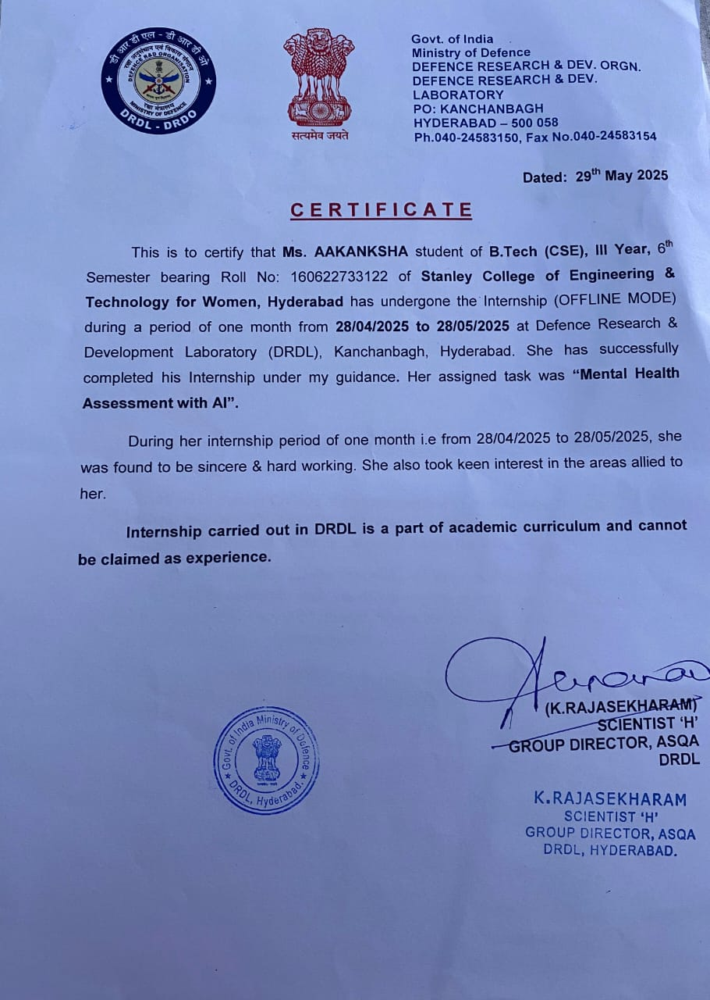 डी आर डी एल - डी आर डी ओ
रक्षा अनुसंधान एवं विकास संगठन
DEFENCE R&D ORGANISATION
रक्षा मंत्रालय
MINISTRY OF DEFENCE
DRDL - DRDO
सत्यमेव जयते
Govt. of India
Ministry of Defence
DEFENCE RESEARCH & DEV. ORGN.
DEFENCE RESEARCH & DEV.
LABORATORY
PO: KANCHANBAGH
HYDERABAD – 500 058
Ph.040-24583150, Fax No.040-24583154
Dated: 29th May 2025
CERTIFICATE
This is to certify that Ms. AAKANKSHA student of B.Tech (CSE), III Year, 6th
Semester bearing Roll No: 160622733122 of Stanley College of Engineering &
Technology for Women, Hyderabad has undergone the Internship (OFFLINE MODE)
during a period of one month from 28/04/2025 to 28/05/2025 at Defence Research &
Development Laboratory (DRDL), Kanchanbagh, Hyderabad. She has successfully
completed his Internship under my guidance. Her assigned task was “Mental Health
Assessment with AI”.
During her internship period of one month i.e from 28/04/2025 to 28/05/2025, she
was found to be sincere & hard working. She also took keen interest in the areas allied to
her.
Internship carried out in DRDL is a part of academic curriculum and cannot
be claimed as experience.
(K.RAJASEKHARAM)
SCIENTIST ‘H’
GROUP DIRECTOR, ASQA
DRDL
Govt. of India Ministry of Defence
DRDL, Hyderabad.
K.RAJASEKHARAM
SCIENTIST ‘H’
GROUP DIRECTOR, ASQA
DRDL, HYDERABAD.